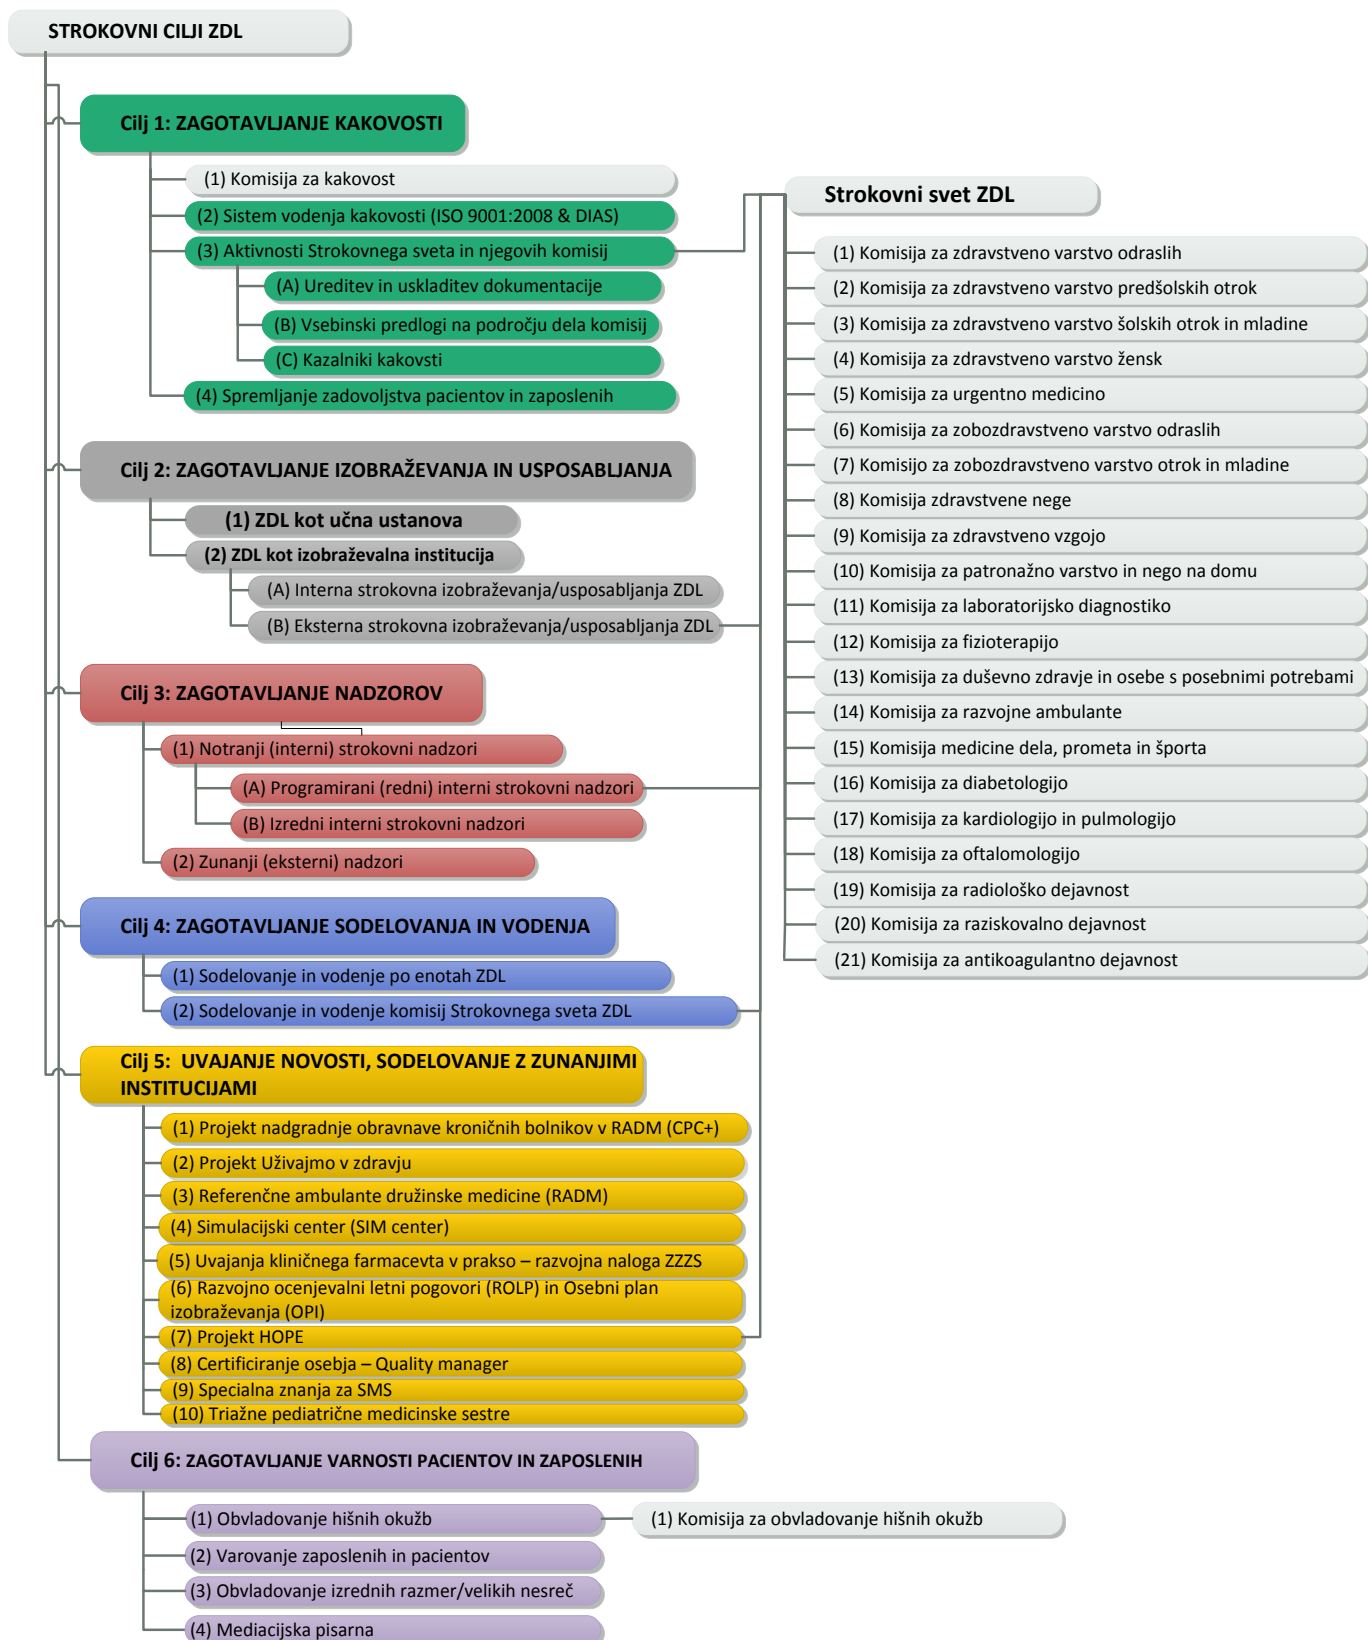 STROKOVNI CILJI ZDL
Cilj 1: ZAGOTAVLJANJE KAKOVOSTI
(1) Komisija za kakovost
(2) Sistem vodenja kakovosti (ISO 9001:2008 & DIAS)
(3) Aktivnosti Strokovnega sveta in njegovih komisij
(A) Ureditev in uskladitev dokumentacije
(B) Vsebinski predlogi na področju dela komisij
(C) Kazalniki kakovsti
(4) Spremljanje zadovoljstva pacientov in zaposlenih
Cilj 2: ZAGOTAVLJANJE IZOBRAŽEVANJA IN USPOSABLJANJA
(1) ZDL kot učna ustanova
(2) ZDL kot izobraževalna institucija
(A) Interna strokovna izobraževanja/usposabljanja ZDL
(B) Eksterna strokovna izobraževanja/usposabljanja ZDL
Cilj 3: ZAGOTAVLJANJE NADZOROV
(1) Notranji (interni) strokovni nadzori
(A) Programirani (redni) interni strokovni nadzori
(B) Izredni interni strokovni nadzori
(2) Zunanji (eksterni) nadzori
Cilj 4: ZAGOTAVLJANJE SODELOVANJA IN VODENJA
(1) Sodelovanje in vodenje po enotah ZDL
(2) Sodelovanje in vodenje komisij Strokovnega sveta ZDL
Cilj 5: UVAJANJE NOVOSTI, SODELOVANJE Z ZUNANJIMI
INSTITUCIJAMI
(1) Projekt nadgradnje obravnave kroničnih bolnikov v RADM (CPC+)
(2) Projekt Uživajmo v zdravju
(3) Referenčne ambulante družinske medicine (RADM)
(4) Simulacijski center (SIM center)
(5) Uvajanja kliničnega farmacevta v prakso – razvojna naloga ZZZS
(6) Razvojno ocenjevalni letni pogovori (ROLP) in Osebni plan
izobraževanja (OPI)
(7) Projekt HOPE
(8) Certificiranje osebja – Quality manager
(9) Specialna znanja za SMS
(10) Triažne pediatrične medicinske sestre
Cilj 6: ZAGOTAVLJANJE VARNOSTI PACIENTOV IN ZAPOSLENIH
(1) Obvladovanje hišnih okužb
(1) Komisija za obvladovanje hišnih okužb
(2) Varovanje zaposlenih in pacientov
(3) Obvladovanje izrednih razmer/velikih nesreč
(4) Mediacijska pisarna
Strokovni svet ZDL
(1) Komisija za zdravstveno varstvo odraslih
(2) Komisija za zdravstveno varstvo predšolskih otrok
(3) Komisija za zdravstveno varstvo šolskih otrok in mladine
(4) Komisija za zdravstveno varstvo žensk
(5) Komisija za urgentno medicino
(6) Komisija za zobozdravstveno varstvo odraslih
(7) Komisijo za zobozdravstveno varstvo otrok in mladine
(8) Komisija zdravstvene nege
(9) Komisija za zdravstveno vzgojo
(10) Komisija za patronažno varstvo in nego na domu
(11) Komisija za laboratorijsko diagnostiko
(12) Komisija za fizioterapijo
(13) Komisija za duševno zdravje in osebe s posebnimi potrebami
(14) Komisija za razvojne ambulante
(15) Komisija medicine dela, prometa in športa
(16) Komisija za diabetologijo
(17) Komisija za kardiologijo in pulmologijo
(18) Komisija za oftalomologijo
(19) Komisija za radiološko dejavnost
(20) Komisija za raziskovalno dejavnost
(21) Komisija za antikoagulantno dejavnost